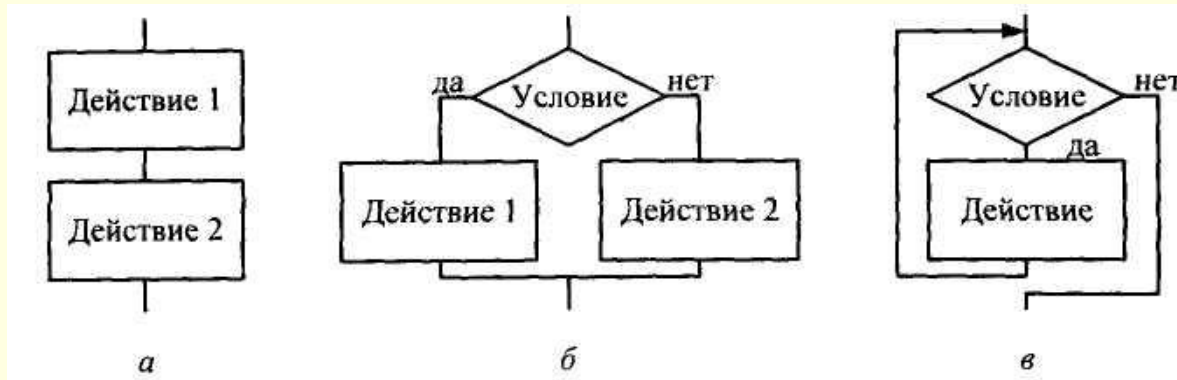 Действие 1
Действие 2
а
да
Условие
нет
Действие 1
Действие 2
б
Условие
нет
да
Действие
в